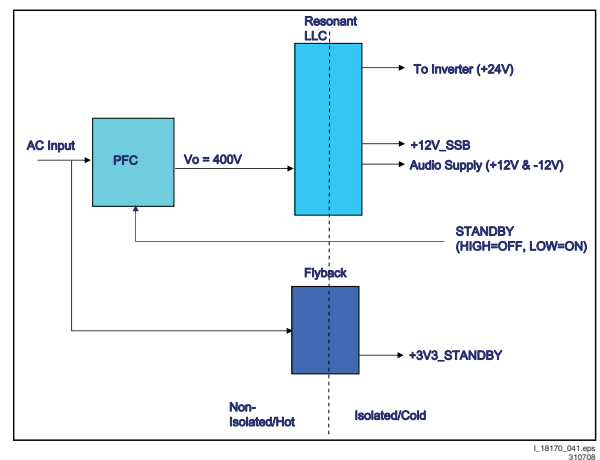 Resonant
LLC
To Inverter (+24V)
AC Input
PFC
Vo = 400V
+12V_SSB
Audio Supply (+12V & -12V)
STANDBY
(HIGH=OFF, LOW=ON)
Flyback
+3V3_STANDBY
Non-
Isolated/Hot
Isolated/Cold
I_18170_041.eps
310708